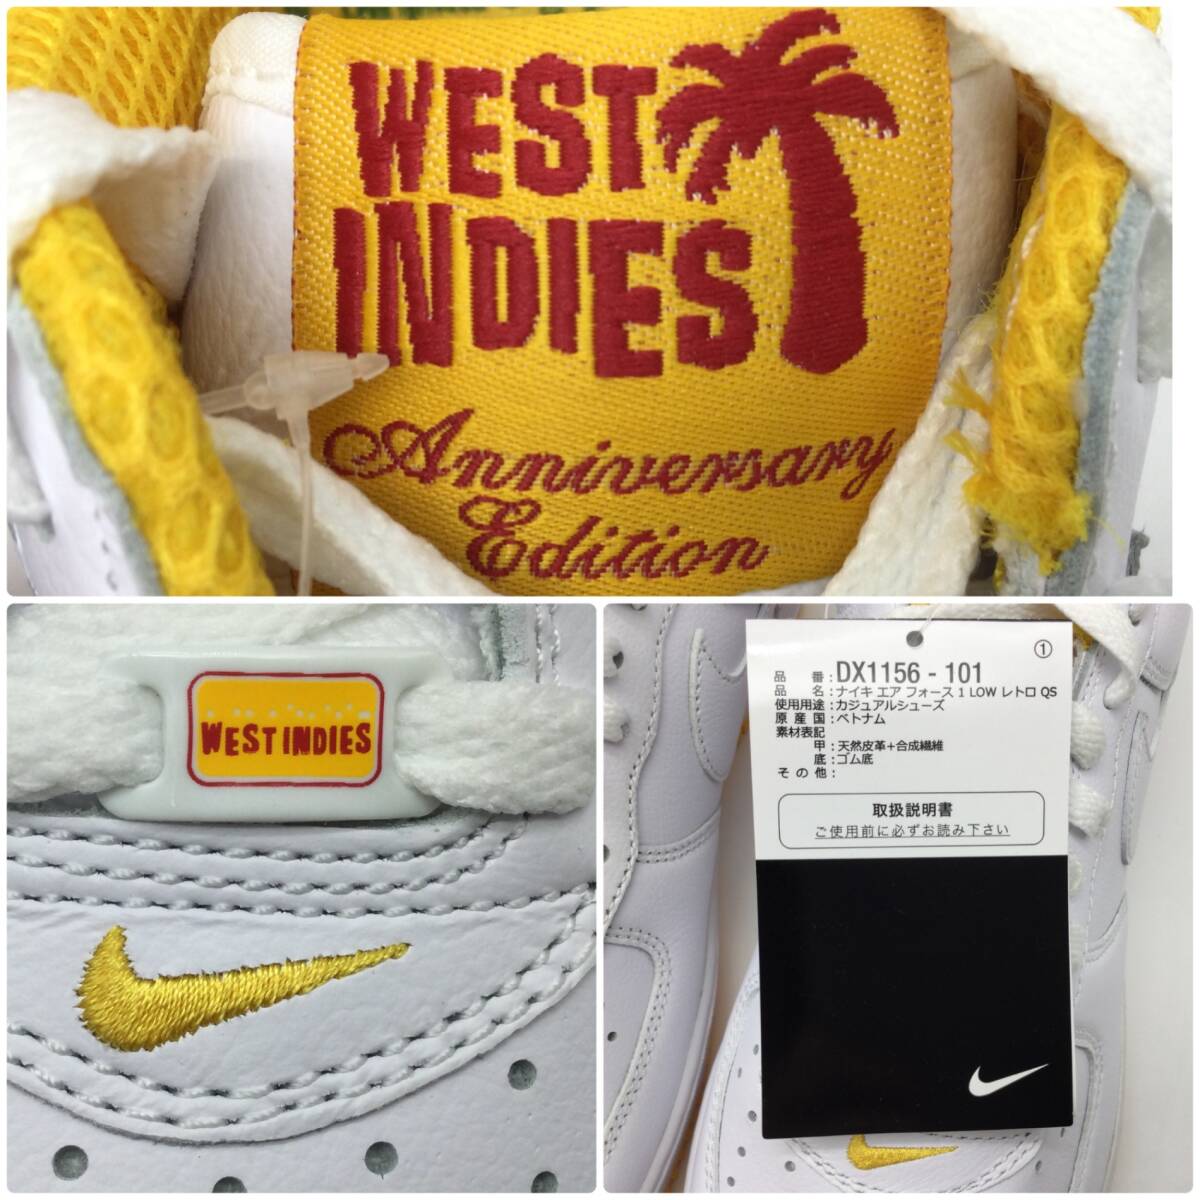 WEST
INDIES
Anniversary
Edition
WEST INDIES
①
品番:DX1156-101
品名:ナイキ エア フォース 1 LOW レトロ QS
使用用途:カジュアルシューズ
原産国:ベトナム
素材表記
甲:天然皮革+合成繊維
底:ゴム底
その他:
取扱説明書
ご使用前に必ずお読み下さい